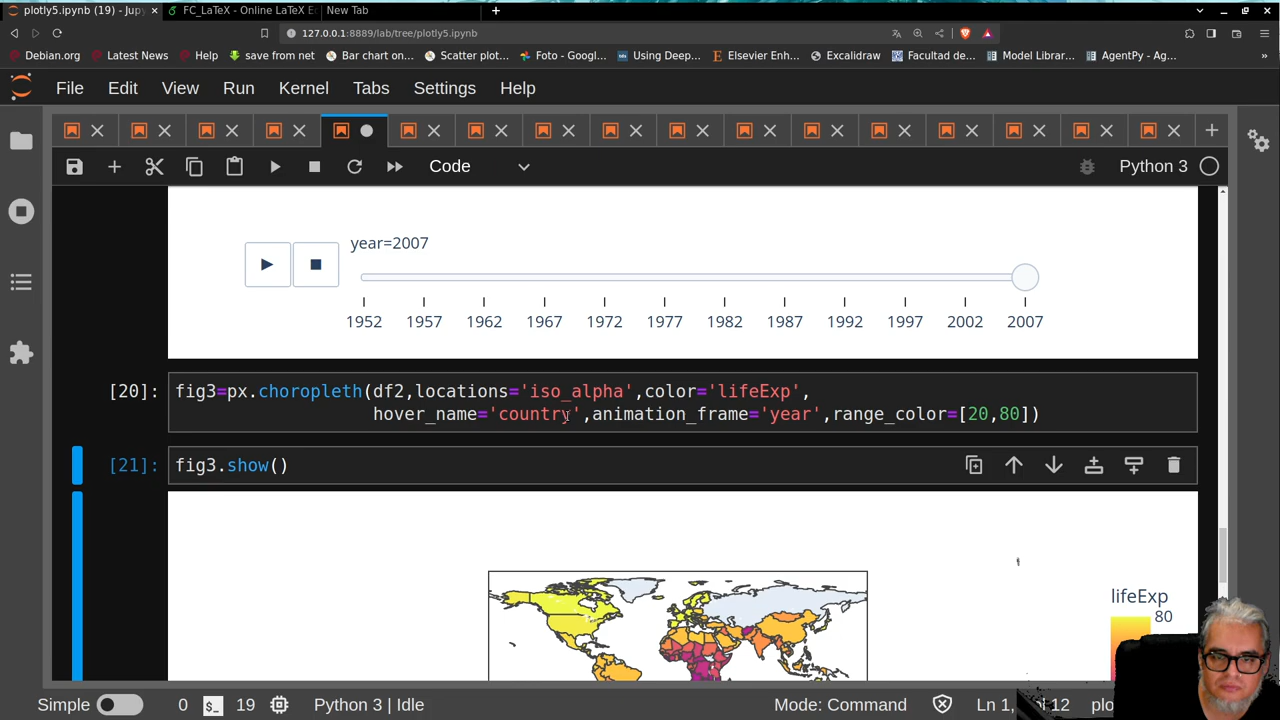 plotly5.ipynb (19) - Jup
FC_LaTeX - Online LaTeX E
New Tab
127.0.0.1:8889/lab/tree/plotly5.ipynb
Debian.org
Latest News
Help
save from net
Bar chart on...
Scatter plot...
Foto - Googl...
Using Deep...
Elsevier Enh...
Excalidraw
Facultad de...
Model Librar...
AgentPy - Ag...
File Edit View Run Kernel Tabs Settings Help
Code
Python 3
year=2007
1952 1957 1962 1967 1972 1977 1982 1987 1992 1997 2002 2007
[20]: fig3=px.choropleth(df2,locations='iso_alpha',color='lifeExp',
hover_name='country',animation_frame='year',range_color=[20,80])
[21]: fig3.show()
lifeExp
80
Simple 0 19 Python 3 | Idle Mode: Command Ln 1, 12 plo